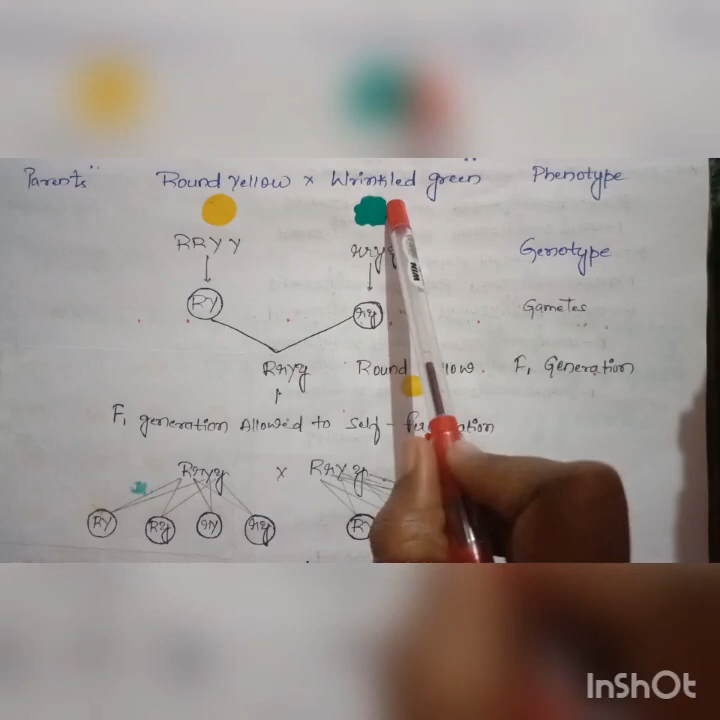 Parents Round Yellow x Wrinkled green Phenotype
RRYY rryy Genotype
RY ry Gametes
RrYy Round F1 Generation
F1 generation Allowed to Self-
RrYy x RrYy
RY Ry rY ry
InShOt